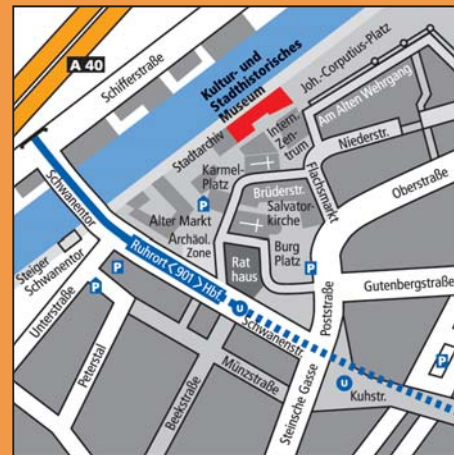 A 40
Schifferstraße
Kultur- und
Stadthistorisches
Museum
Joh.-Corputius-Platz
Am Alten Wehrgang
Stadtarchiv
Intern.
Zen-
trum
Niederstr.
Karmel-
Platz
Flachsmarkt
Brüderstr.
Oberstraße
Schwanentor
P
Salvator-
kirche
Alter Markt
Archäol.
Zone
Burg
Platz
Rat
haus
P
Steiger
Schwanentor
Ruhrort <901> Hbf.
P
P
Gutenbergstraße
Unterstraße
U
Schwanenstr.
Poststraße
Peterstal
Münzstraße
P
Beekstraße
Steinsche Gasse
U
Kuhstr.